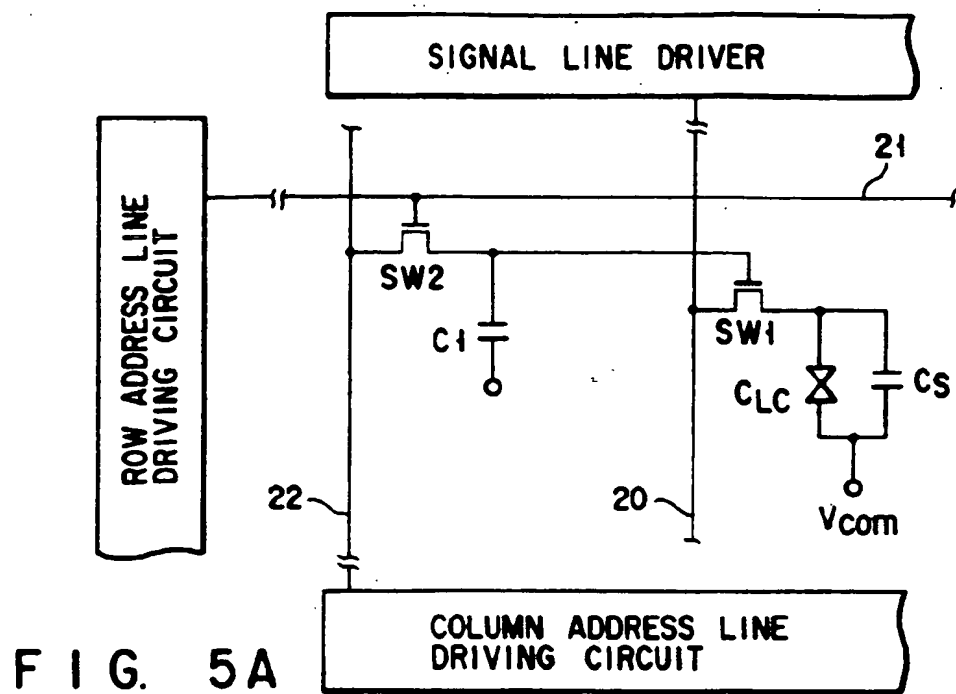 SIGNAL LINE DRIVER
21
ROW ADDRESS LINE
DRIVING CIRCUIT
SW2
SW1
C1
CLC
CS
22
20
Vcom
COLUMN ADDRESS LINE
DRIVING CIRCUIT
FIG. 5A